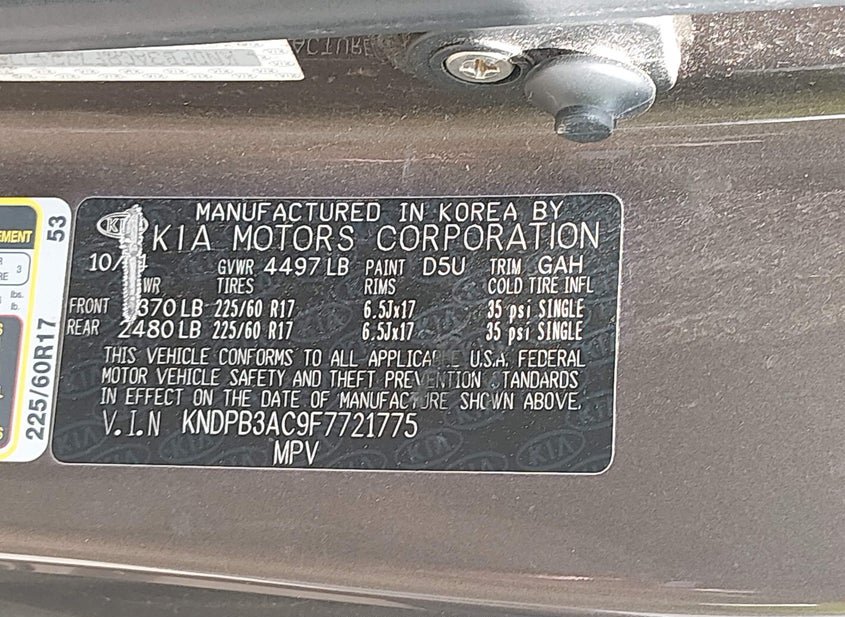 MANUFACTURED IN KOREA BY
KIA KIA MOTORS CORPORATION
GVWR 4497 LB PAINT D5U TRIM GAH
WR TIRES RIMS COLD TIRE INFL
FRONT 370 LB 225/60 R17 6.5Jx17 35 psi SINGLE
REAR 2480 LB 225/60 R17 6.5Jx17 35 psi SINGLE
THIS VEHICLE CONFORMS TO ALL APPLICABLE U.S.A. FEDERAL
MOTOR VEHICLE SAFETY AND THEFT PREVENTION STANDARDS
IN EFFECT ON THE DATE OF MANUFACTURE SHOWN ABOVE.
V.I.N KNDPB3AC9F7721775
MPV
225/60R17 53